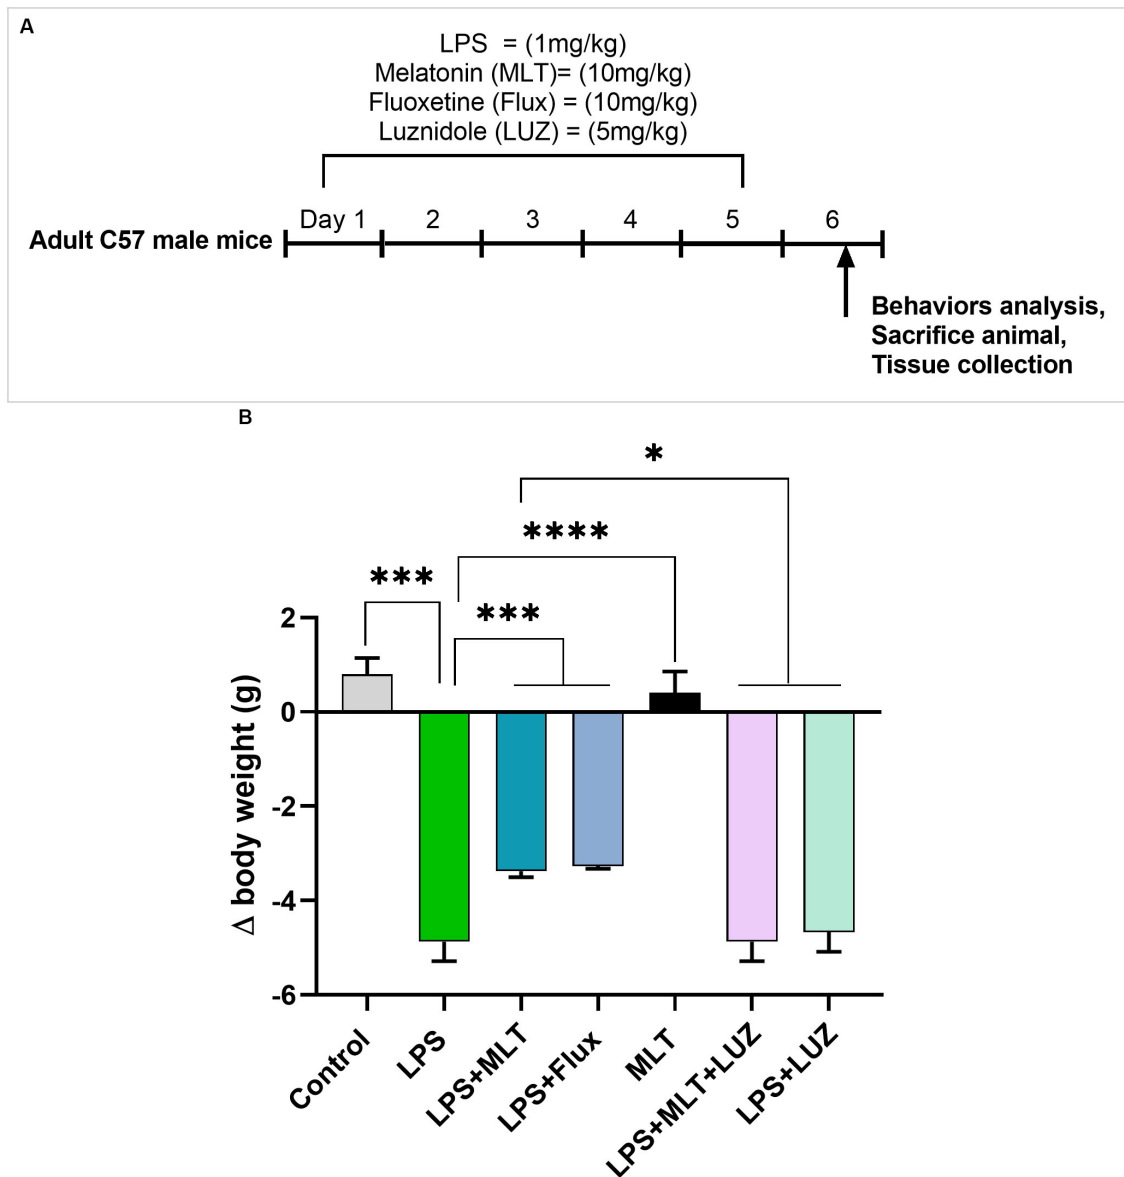 A
LPS = (1mg/kg)
Melatonin (MLT)= (10mg/kg)
Fluoxetine (Flux) = (10mg/kg)
Luznidole (LUZ) = (5mg/kg)
Day 1 2 3 4 5 6
Adult C57 male mice
Behaviors analysis,
Sacrifice animal,
Tissue collection
B
*
****
***
***
Δ body weight (g)
2
0
-2
-4
-6
Control
LPS
LPS+MLT
LPS+Flux
MLT
LPS+MLT+LUZ
LPS+LUZ